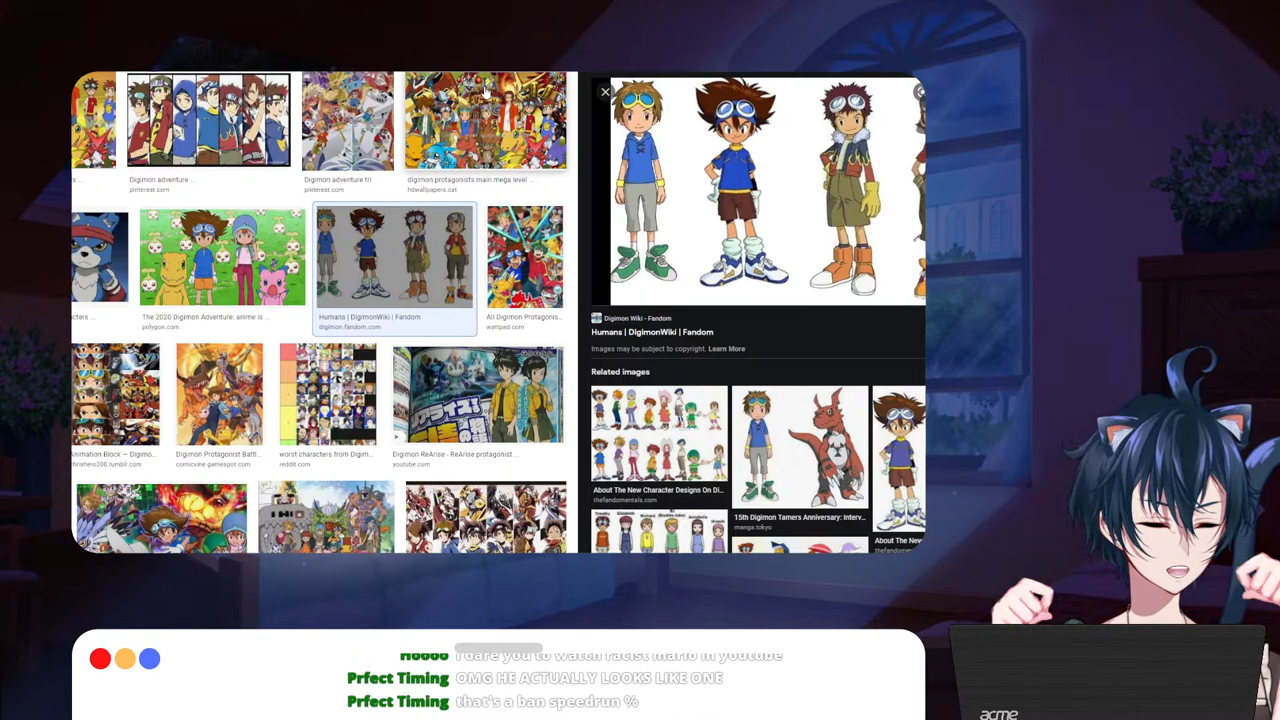 Digimon adventure ...
pinterest.com
Digimon adventure tri
pinterest.com
digimon protagonists main mega level ...
hdwallpapers.cat
The 2020 Digimon Adventure: anime is ...
polygon.com
Humans | DigimonWiki | Fandom
digimon.fandom.com
All Digimon Protagonis...
wattpad.com
Digimon Protagonist Battl...
comicvine.gamespot.com
worst characters from Digim...
reddit.com
Digimon ReArise - ReArise protagonist ...
youtube.com
Digimon Wiki - Fandom
Humans | DigimonWiki | Fandom
Images may be subject to copyright. Learn More
Related images
About The New Character Designs On Di...
thefandomentals.com
15th Digimon Tamers Anniversary: Interv...
manga.tokyo
About The New
Hoooo i dare you to watch racist mario in youtube
Prfect Timing OMG HE ACTUALLY LOOKS LIKE ONE
Prfect Timing that's a ban speedrun %
acme